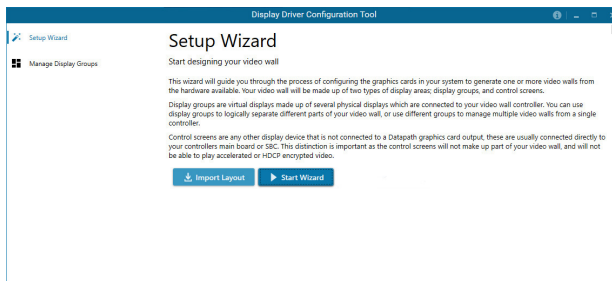 Display Driver Configuration Tool
Setup Wizard
Manage Display Groups
Setup Wizard
Start designing your video wall
This wizard will guide you through the process of configuring the graphics cards in your system to generate one or more video walls from
the hardware available. Your video wall will be made up of two types of display areas; display groups, and control screens.
Display groups are virtual displays made up of several physical displays which are connected to your video wall controller. You can use
display groups to logically separate different parts of your video wall, or use different groups to manage multiple video walls from a single
controller.
Control screens are any other display device that is not connected to a Datapath graphics card output, these are usually connected directly to
your controllers main board or SBC. This distinction is important as the control screens will not make up part of your video wall, and will not
be able to play accelerated or HDCP encrypted video.
Import Layout
Start Wizard